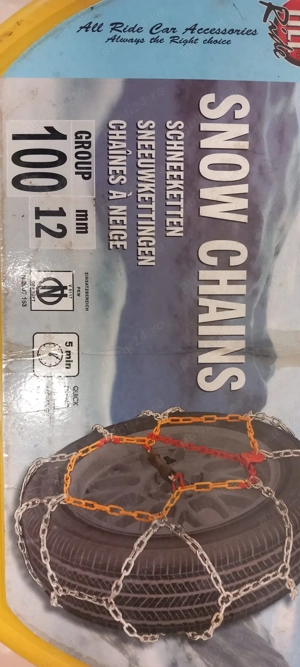 All Ride Car Accessories
Always the Right choice
SNOW CHAINS
SCHNEEKETTEN
SNEEUWKETTINGEN
CHAÎNES À NEIGE
GROUP
100
mm
12
5 min
QUICK